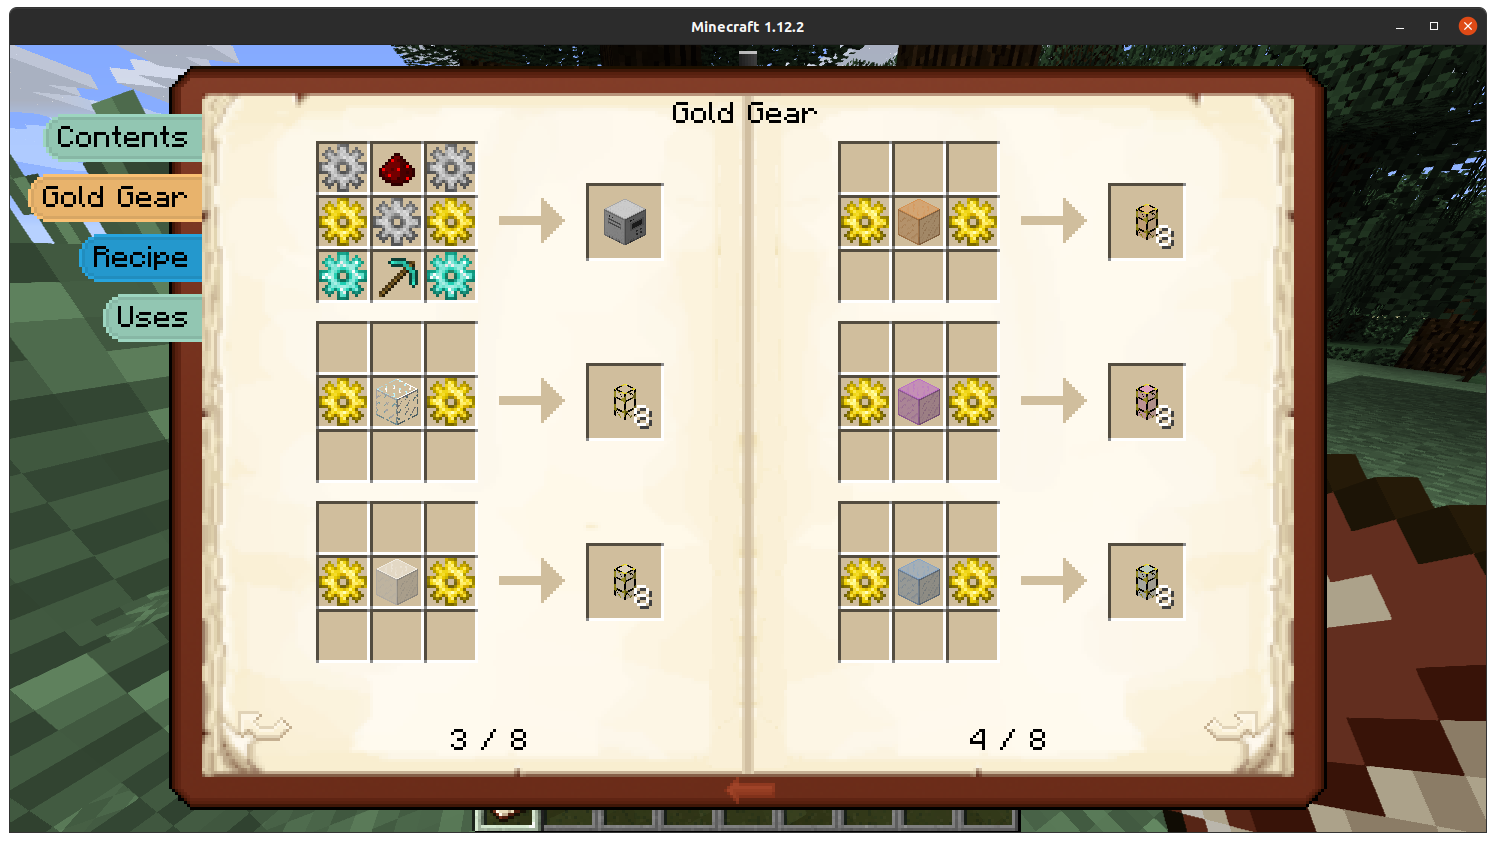 Minecraft 1.12.2
Gold Gear
Contents
Gold Gear
Recipe
Uses
8
8
8
8
8
3 / 8
4 / 8